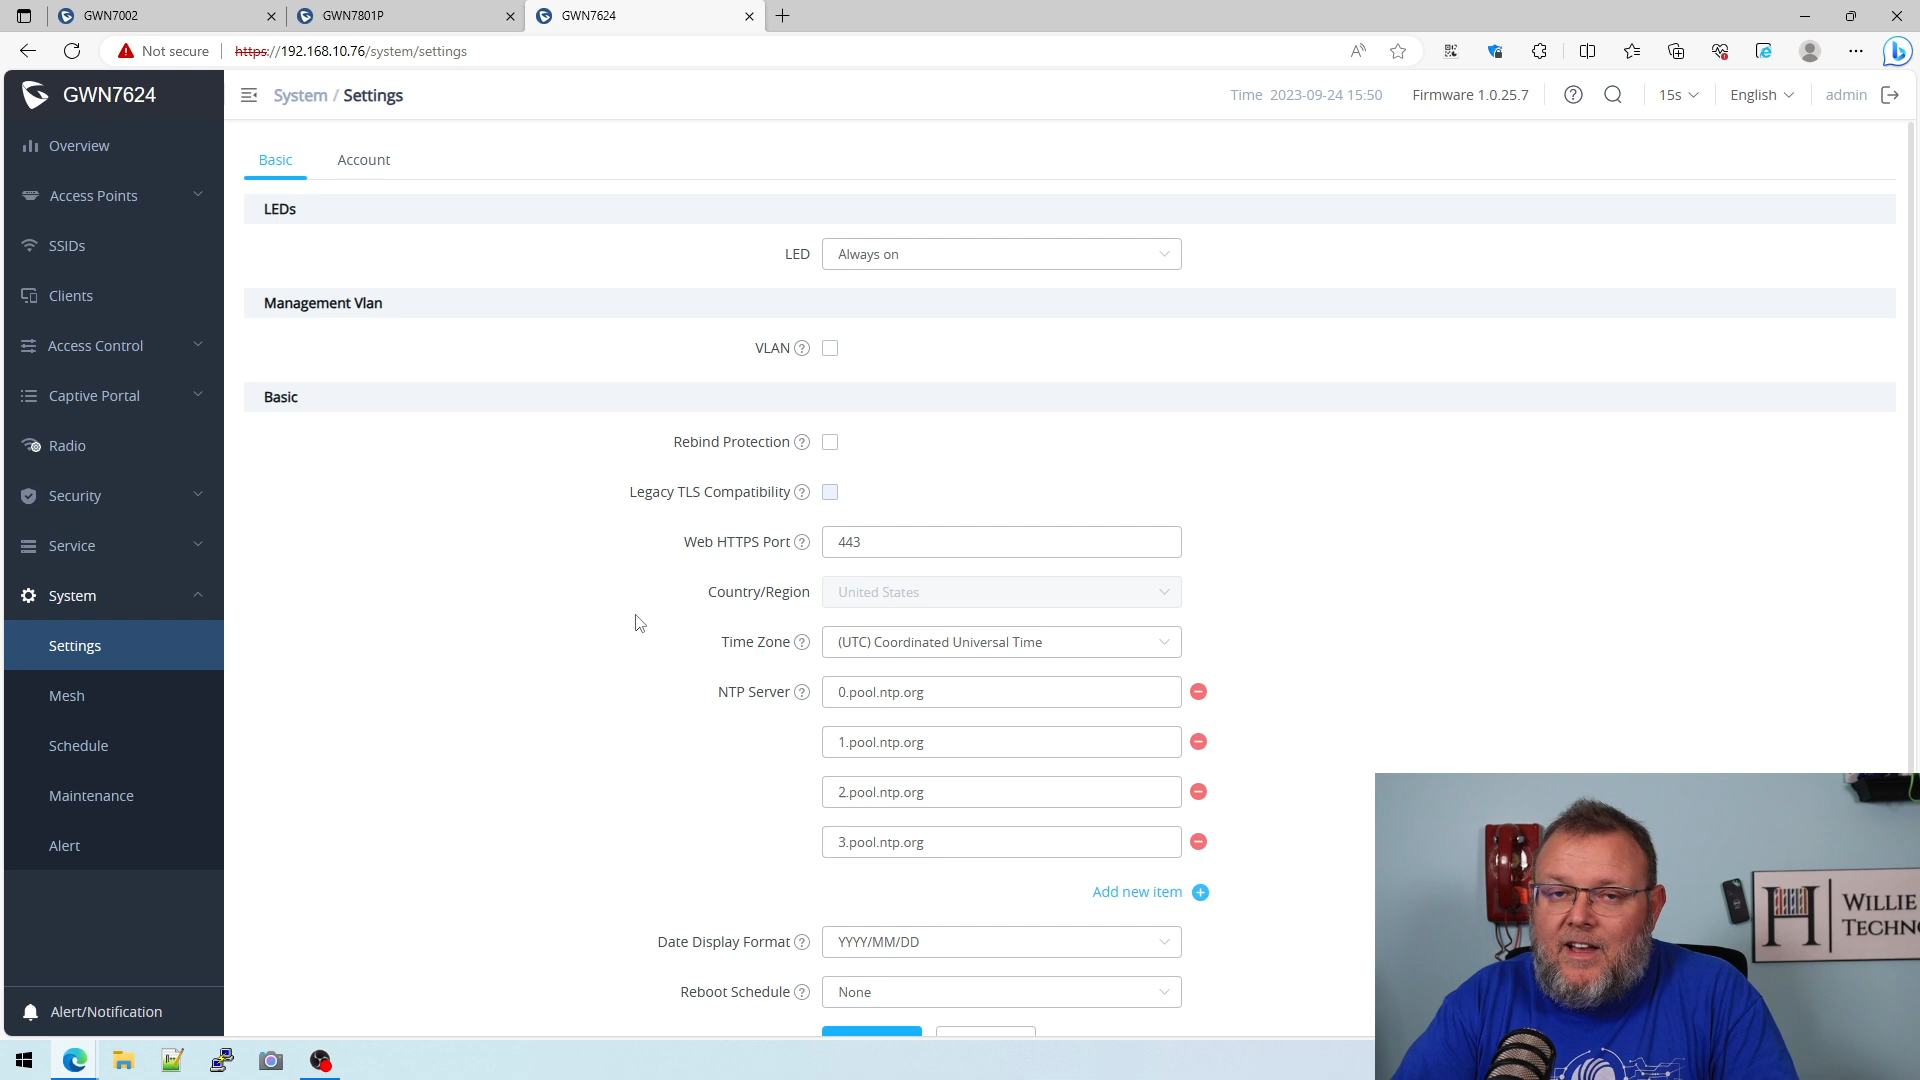 GWN7002
GWN7801P
GWN7624
Not secure
https://192.168.10.76/system/settings
GWN7624
System / Settings
Time 2023-09-24 15:50
Firmware 1.0.25.7
15s
English
admin
Overview
Access Points
SSIDs
Clients
Access Control
Captive Portal
Radio
Security
Service
System
Settings
Mesh
Schedule
Maintenance
Alert
Alert/Notification
Basic
Account
LEDs
LED
Always on
Management Vlan
VLAN
Basic
Rebind Protection
Legacy TLS Compatibility
Web HTTPS Port
443
Country/Region
United States
Time Zone
(UTC) Coordinated Universal Time
NTP Server
0.pool.ntp.org
1.pool.ntp.org
2.pool.ntp.org
3.pool.ntp.org
Add new item
Date Display Format
YYYY/MM/DD
Reboot Schedule
None
WILLIE
TECHNO